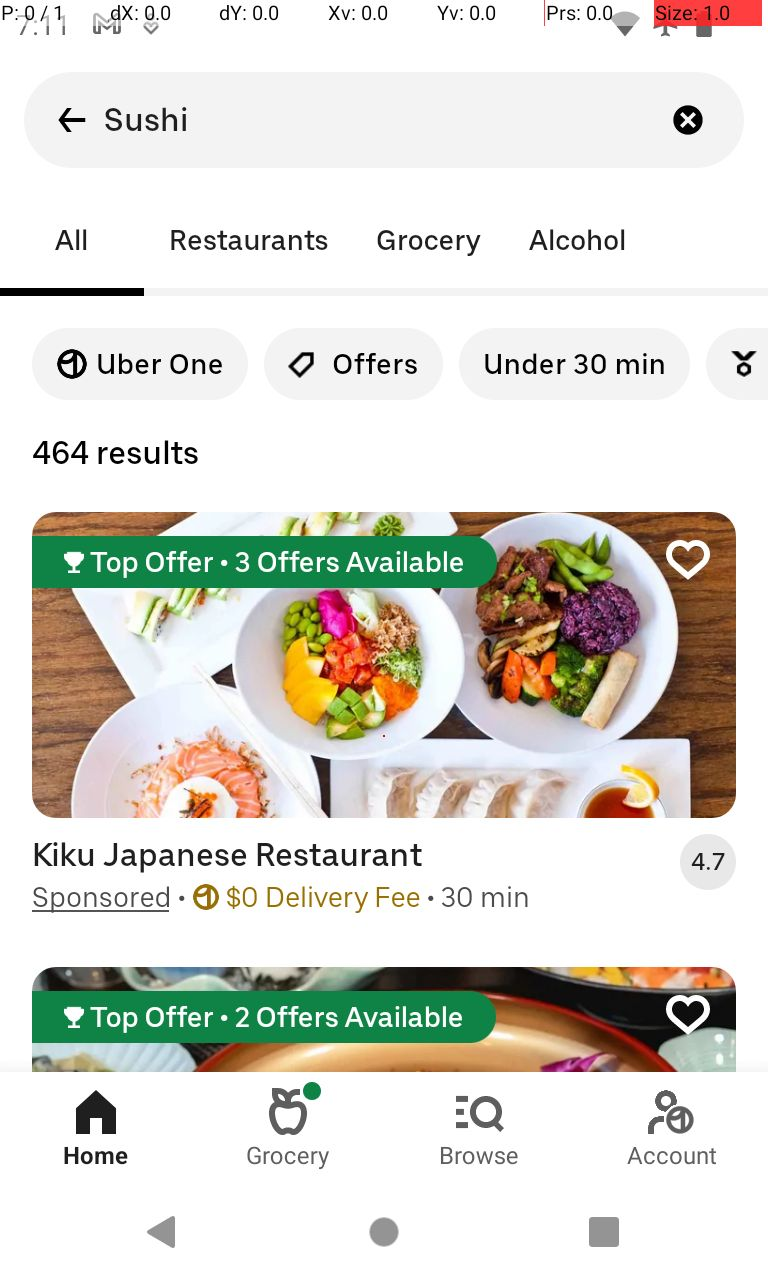 P: 0 / 1 dX: 0.0 dY: 0.0 Xv: 0.0 Yv: 0.0 Prs: 0.0 Size: 1.0
7:11
Sushi
All Restaurants Grocery Alcohol
Uber One Offers Under 30 min
464 results
Top Offer • 3 Offers Available
Kiku Japanese Restaurant 4.7
Sponsored • $0 Delivery Fee • 30 min
Top Offer • 2 Offers Available
Home Grocery Browse Account